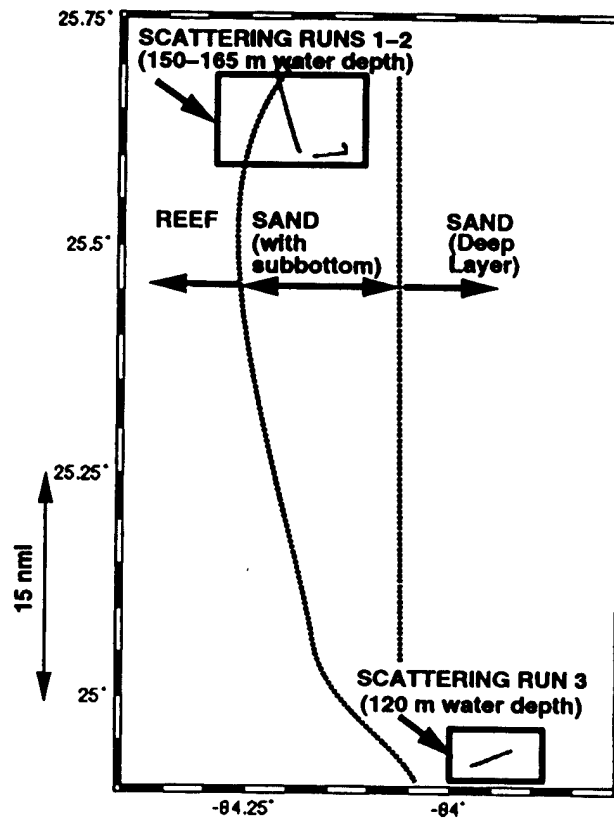 25.75°
SCATTERING RUNS 1–2
(150–165 m water depth)
REEF
SAND
(with
subbottom)
SAND
(Deep
Layer)
25.5°
25.25°
15 nmi
SCATTERING RUN 3
(120 m water depth)
25°
-84.25°
-84°